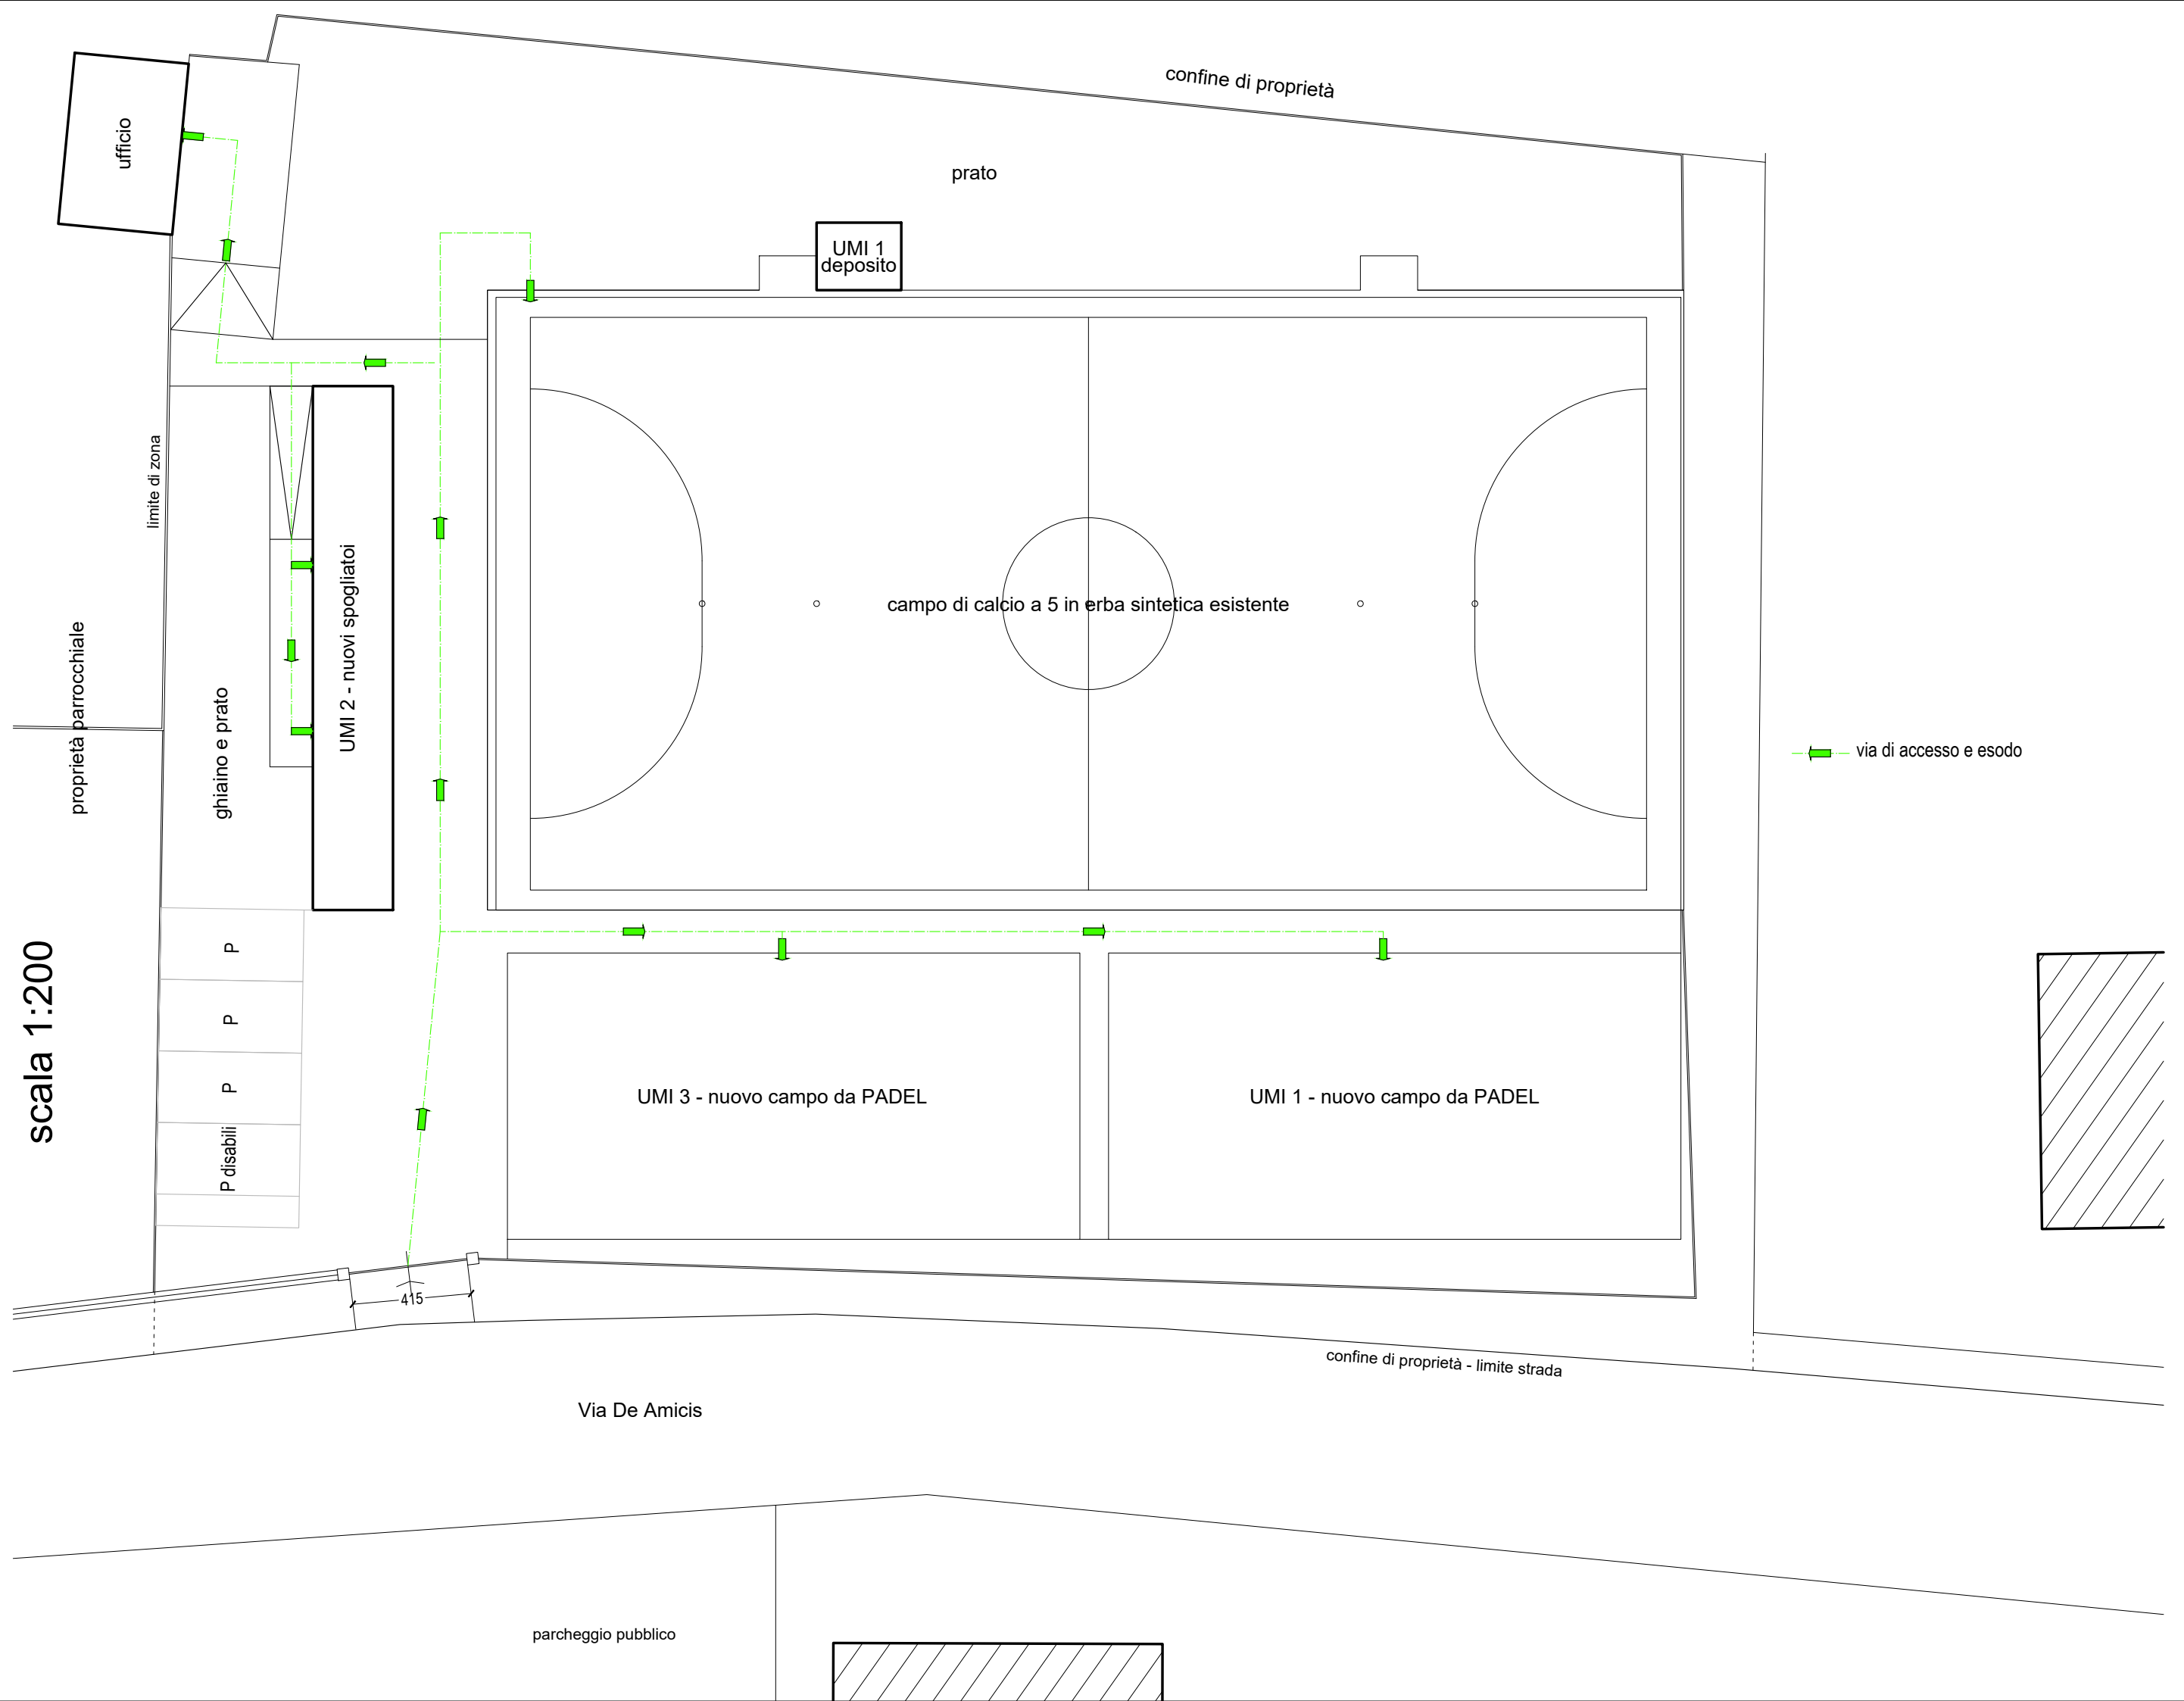 confine di proprietà
ufficio
prato
UMI 1
deposito
limite di zona
campo di calcio a 5 in erba sintetica esistente
UMI 2 - nuovi spogliatoi
proprietà parrocchiale
ghiaino e prato
via di accesso e esodo
P
P
P
P disabili
scala 1:200
UMI 3 - nuovo campo da PADEL
UMI 1 - nuovo campo da PADEL
415
confine di proprietà - limite strada
Via De Amicis
parcheggio pubblico